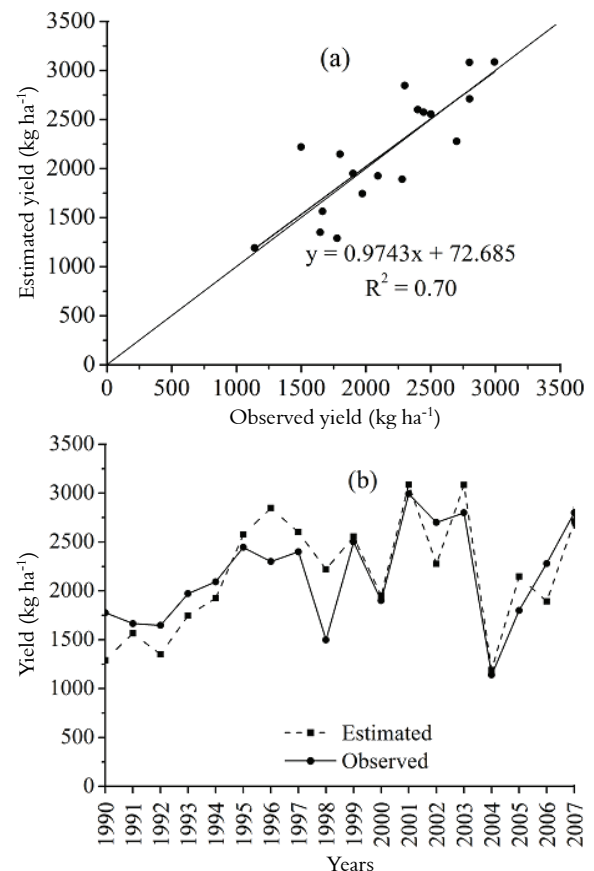 3500
(a)
3000
2500
2000
1500
1000
500
0
Estimated yield (kg ha⁻¹)
y = 0.9743x + 72.685
R² = 0.70
0 500 1000 1500 2000 2500 3000 3500
Observed yield (kg ha⁻¹)
3500
(b)
3000
2500
2000
1500
1000
500
0
Yield (kg ha⁻¹)
Estimated
Observed
1990 1991 1992 1993 1994 1995 1996 1997 1998 1999 2000 2001 2002 2003 2004 2005 2006 2007
Years